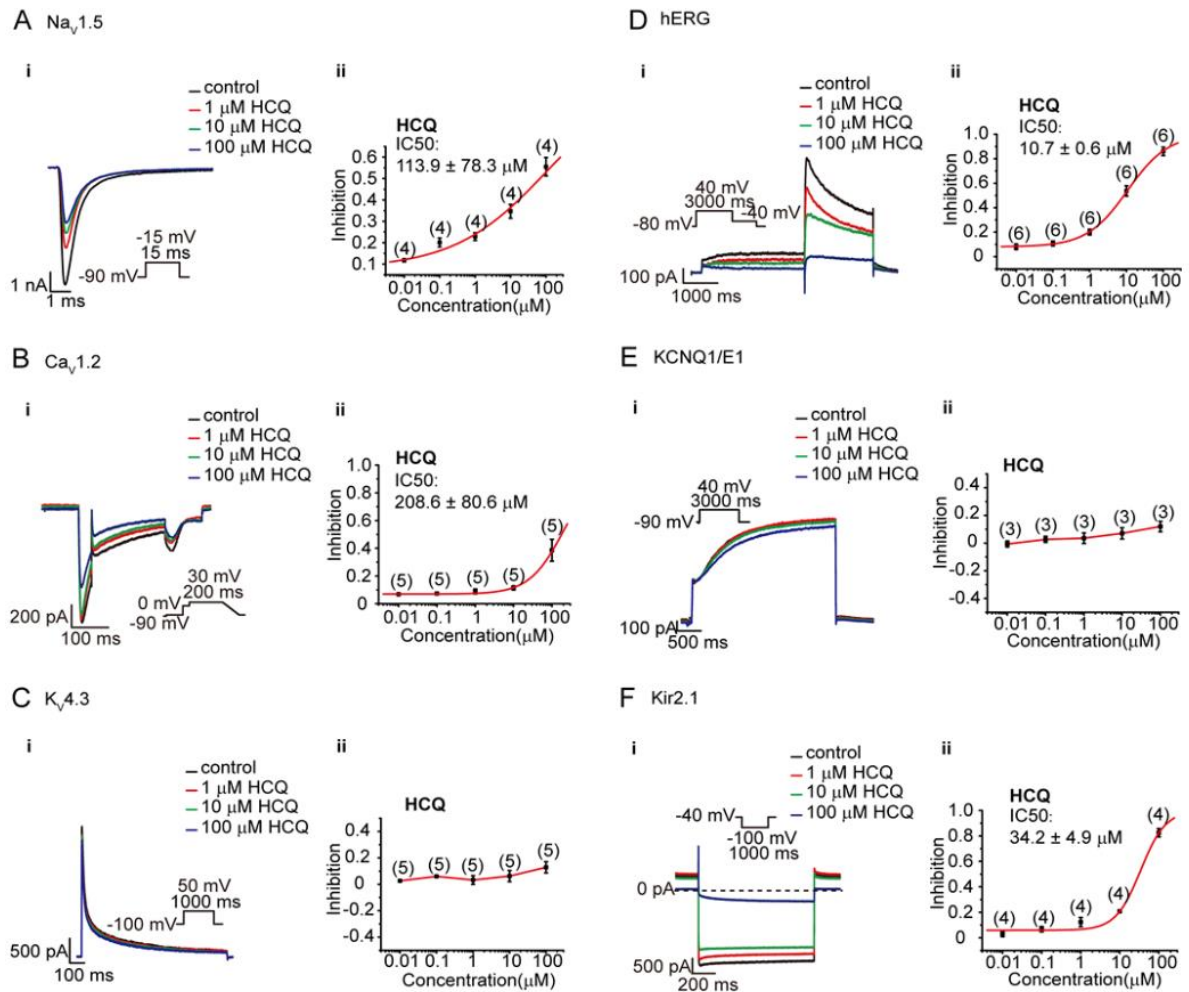 A Na_V1.5
i
control
1 μM HCQ
10 μM HCQ
100 μM HCQ
-15 mV
15 ms
-90 mV
1 nA
1 ms
ii
HCQ
IC50:
113.9 ± 78.3 μM
Inhibition
0.6
0.5
0.4
0.3
0.2
0.1
(4)
(4)
(4)
(4)
(4)
0.01 0.1 1 10 100
Concentration(μM)
B Ca_V1.2
i
control
1 μM HCQ
10 μM HCQ
100 μM HCQ
30 mV
200 ms
0 mV
-90 mV
200 pA
100 ms
ii
HCQ
IC50:
208.6 ± 80.6 μM
Inhibition
1.0
0.8
0.6
0.4
0.2
0
(5) (5) (5) (5) (5)
0.01 0.1 1 10 100
Concentration(μM)
C K_V4.3
i
control
1 μM HCQ
10 μM HCQ
100 μM HCQ
50 mV
1000 ms
-100 mV
500 pA
100 ms
ii
HCQ
Inhibition
0.4
0.2
0
-0
-0.4
(5) (5) (5) (5) (5)
0.01 0.1 1 10 100
Concentration(μM)
D hERG
i
control
1 μM HCQ
10 μM HCQ
100 μM HCQ
40 mV
3000 ms
-80 mV
-40 mV
100 pA
1000 ms
ii
HCQ
IC50:
10.7 ± 0.6 μM
Inhibition
1.0
0.8
0.6
0.4
0.2
0
(6) (6) (6) (6) (6)
0.01 0.1 1 10 100
Concentration(μM)
E KCNQ1/E1
i
control
1 μM HCQ
10 μM HCQ
100 μM HCQ
40 mV
3000 ms
-90 mV
100 pA
500 ms
ii
HCQ
Inhibition
0.4
0.2
0
-0.2
-0.4
(3) (3) (3) (3) (3)
0.01 0.1 1 10 100
Concentration(μM)
F Kir2.1
i
control
1 μM HCQ
10 μM HCQ
100 μM HCQ
-40 mV
-100 mV
1000 ms
0 pA
500 pA
200 ms
ii
HCQ
IC50:
34.2 ± 4.9 μM
Inhibition
1.0
0.8
0.6
0.4
0.2
0
(4) (4) (4) (4) (4)
0.01 0.1 1 10 100
Concentration(μM)